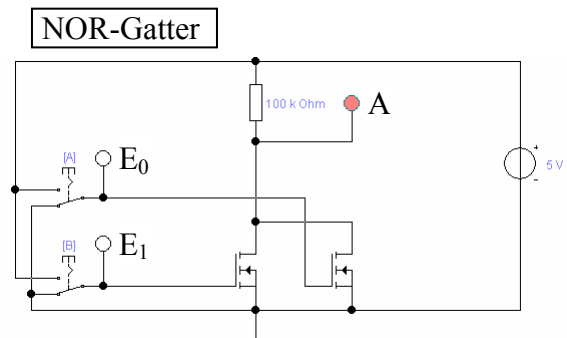 NOR-Gatter
100 k Ohm
A
[A]
E₀
+
5 V
-
[B]
E₁